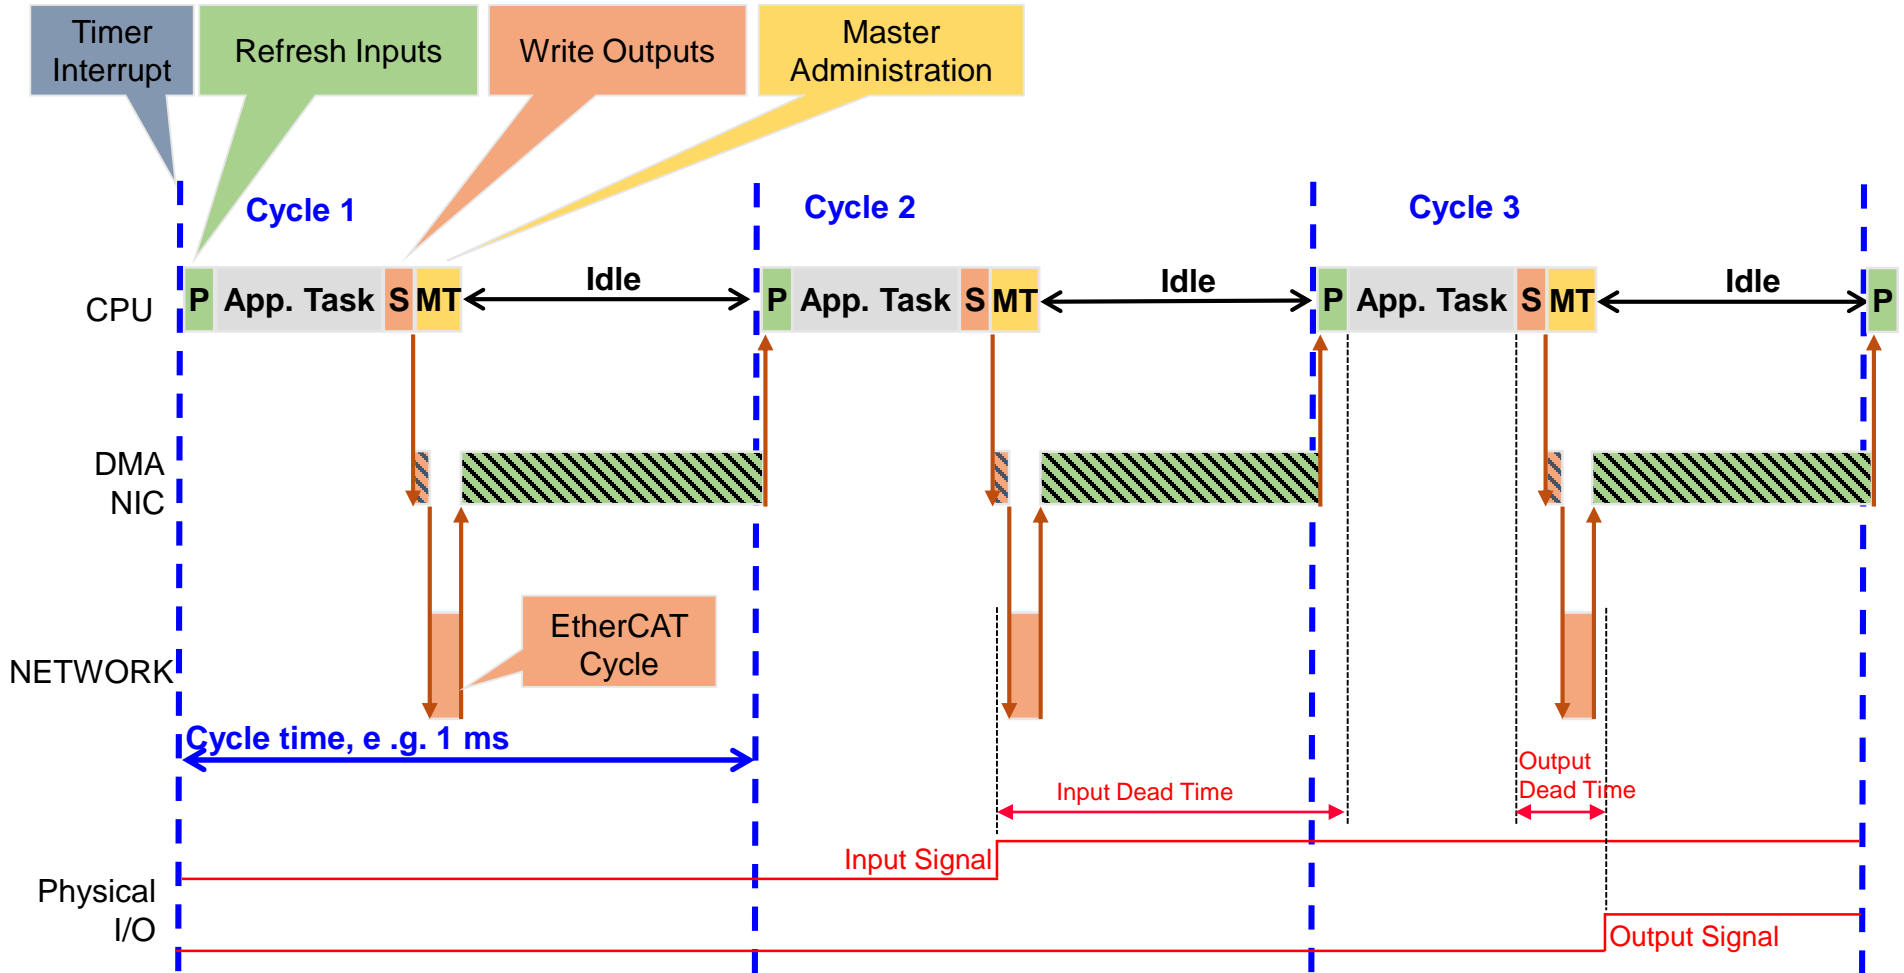 Timer
Interrupt
Refresh Inputs
Write Outputs
Master
Administration
Cycle 1
Cycle 2
Cycle 3
CPU
P
App. Task
S
MT
Idle
P
App. Task
S
MT
Idle
P
App. Task
S
MT
Idle
P
DMA
NIC
NETWORK
EtherCAT
Cycle
Cycle time, e .g. 1 ms
Input Dead Time
Output
Dead Time
Input Signal
Physical
I/O
Output Signal